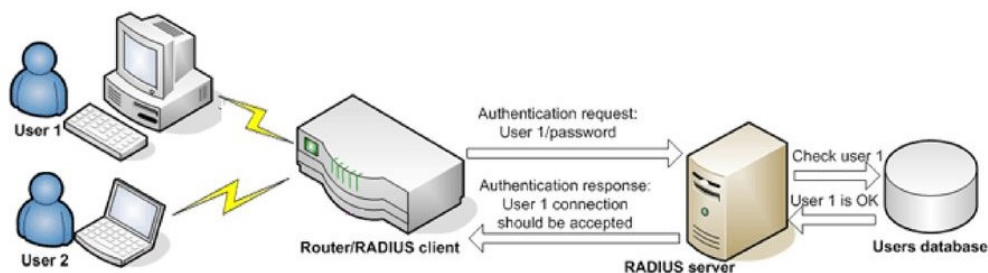 User 1
User 2
Router/RADIUS client
Authentication request:
User 1/password
Authentication response:
User 1 connection
should be accepted
RADIUS server
Check user 1
User 1 is OK
Users database